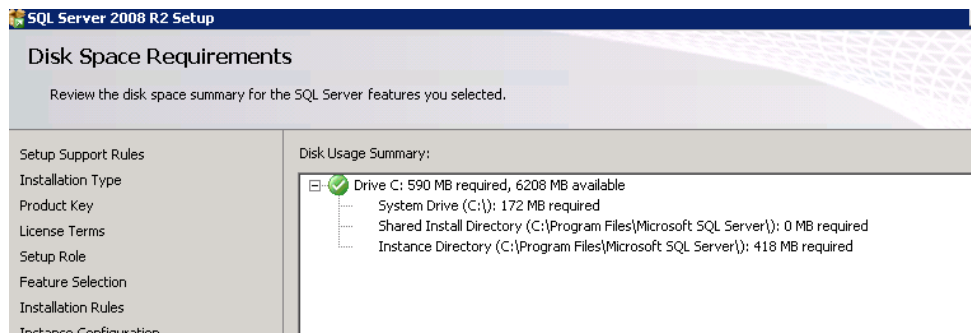 SQL Server 2008 R2 Setup
Disk Space Requirements
Review the disk space summary for the SQL Server features you selected.
Setup Support Rules
Installation Type
Product Key
License Terms
Setup Role
Feature Selection
Installation Rules
Instance Configuration
Disk Usage Summary:
Drive C: 590 MB required, 6208 MB available
System Drive (C:\): 172 MB required
Shared Install Directory (C:\Program Files\Microsoft SQL Server\): 0 MB required
Instance Directory (C:\Program Files\Microsoft SQL Server\): 418 MB required